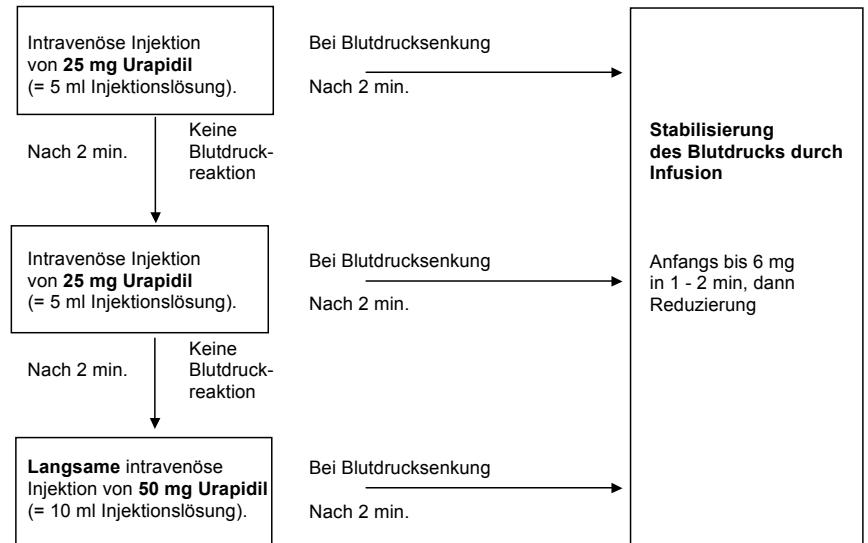 Intravenöse Injektion
von 25 mg Urapidil
(= 5 ml Injektionslösung).
Bei Blutdrucksenkung
Nach 2 min.
Nach 2 min.
Keine
Blutdruck-
reaktion
Intravenöse Injektion
von 25 mg Urapidil
(= 5 ml Injektionslösung).
Bei Blutdrucksenkung
Nach 2 min.
Nach 2 min.
Keine
Blutdruck-
reaktion
Langsame intravenöse
Injektion von 50 mg Urapidil
(= 10 ml Injektionslösung).
Bei Blutdrucksenkung
Nach 2 min.
Stabilisierung
des Blutdrucks durch
Infusion
Anfangs bis 6 mg
in 1 - 2 min, dann
Reduzierung